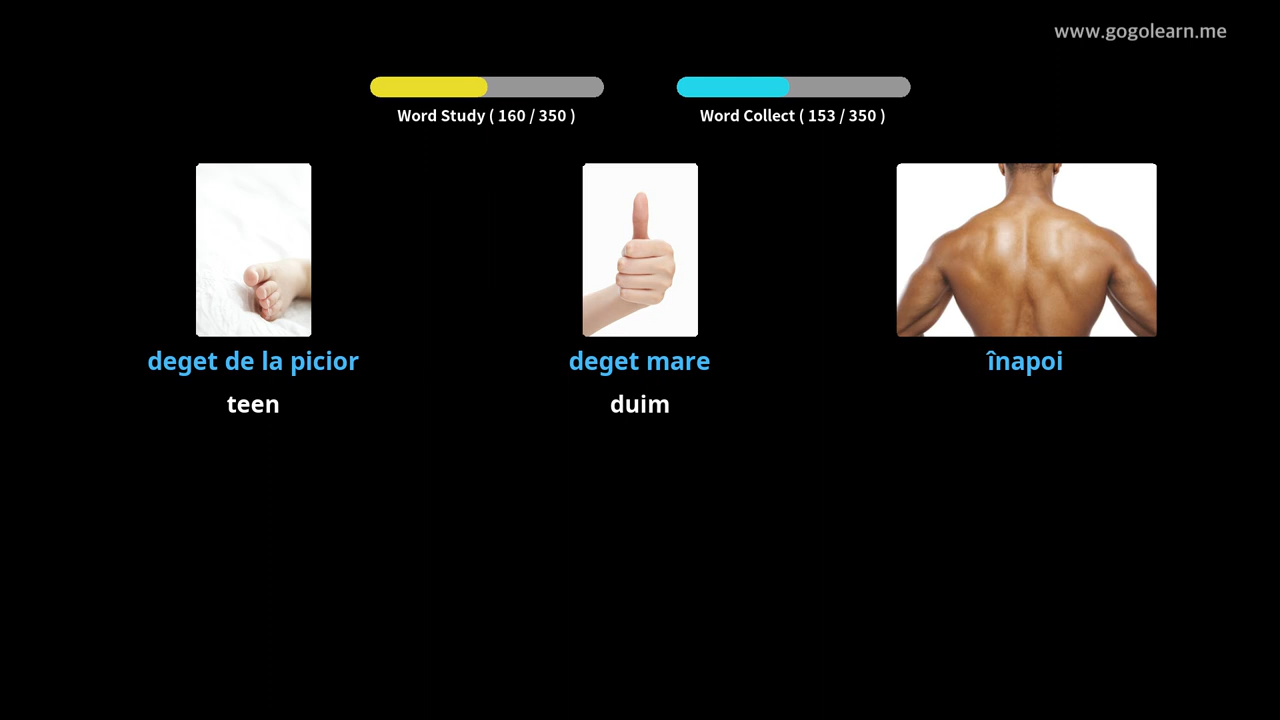 www.gogolearn.me
Word Study ( 160 / 350 )
Word Collect ( 153 / 350 )
deget de la picior
teen
deget mare
duim
înapoi